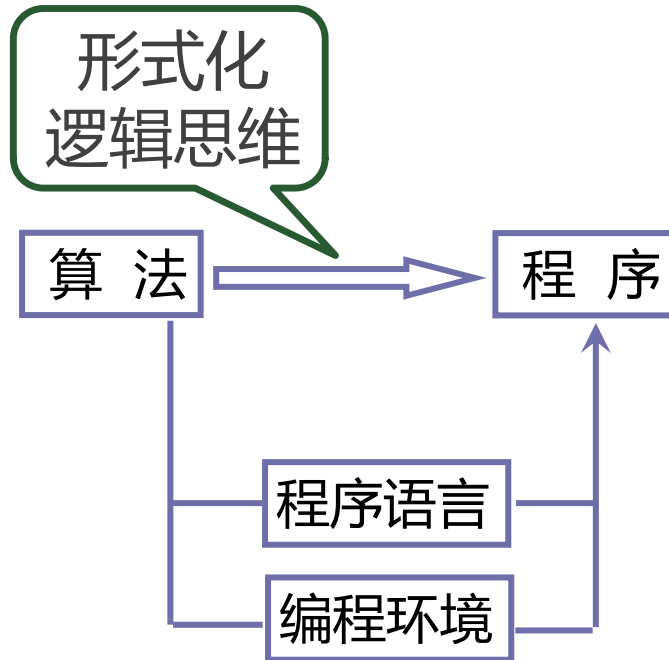 形式化
逻辑思维
算 法
程 序
程序语言
编程环境